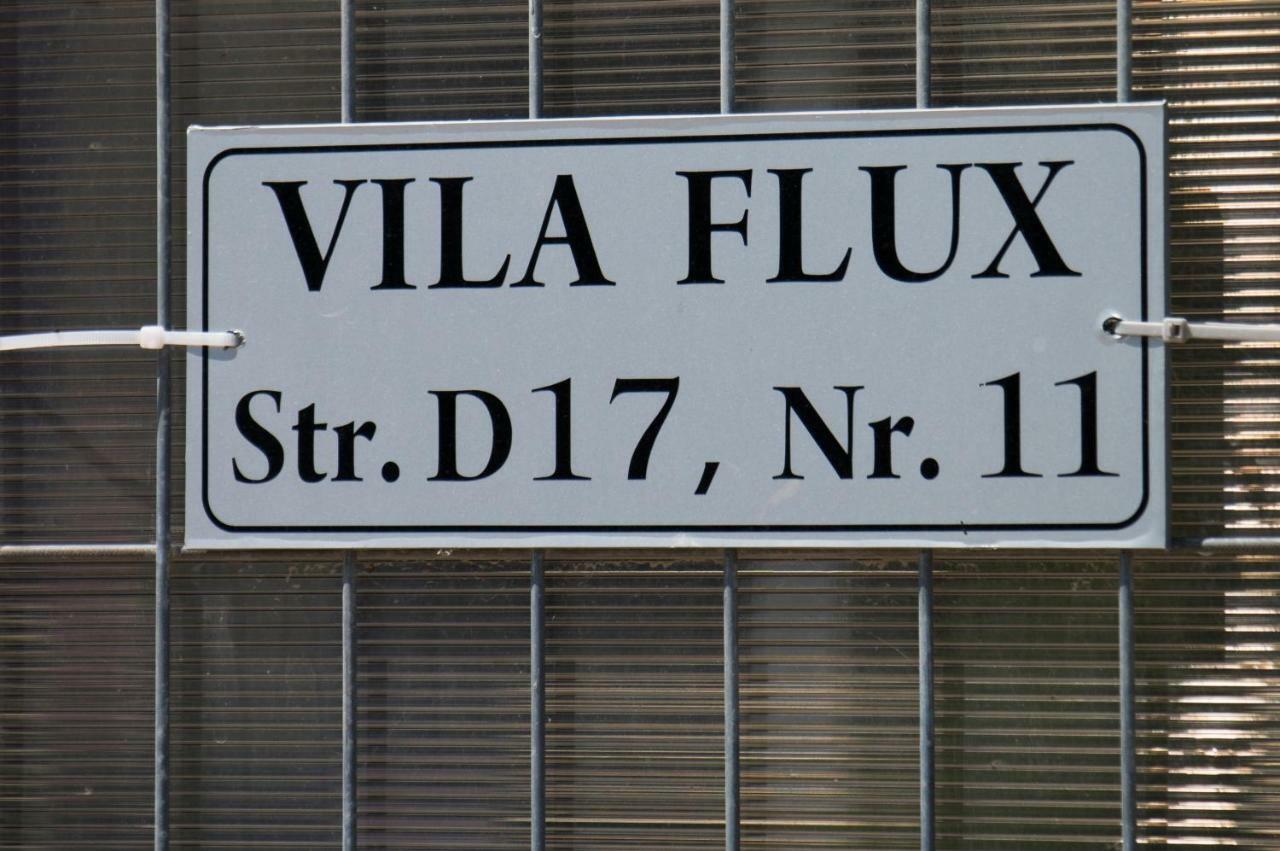 VILA FLUX
Str. D17, Nr. 11